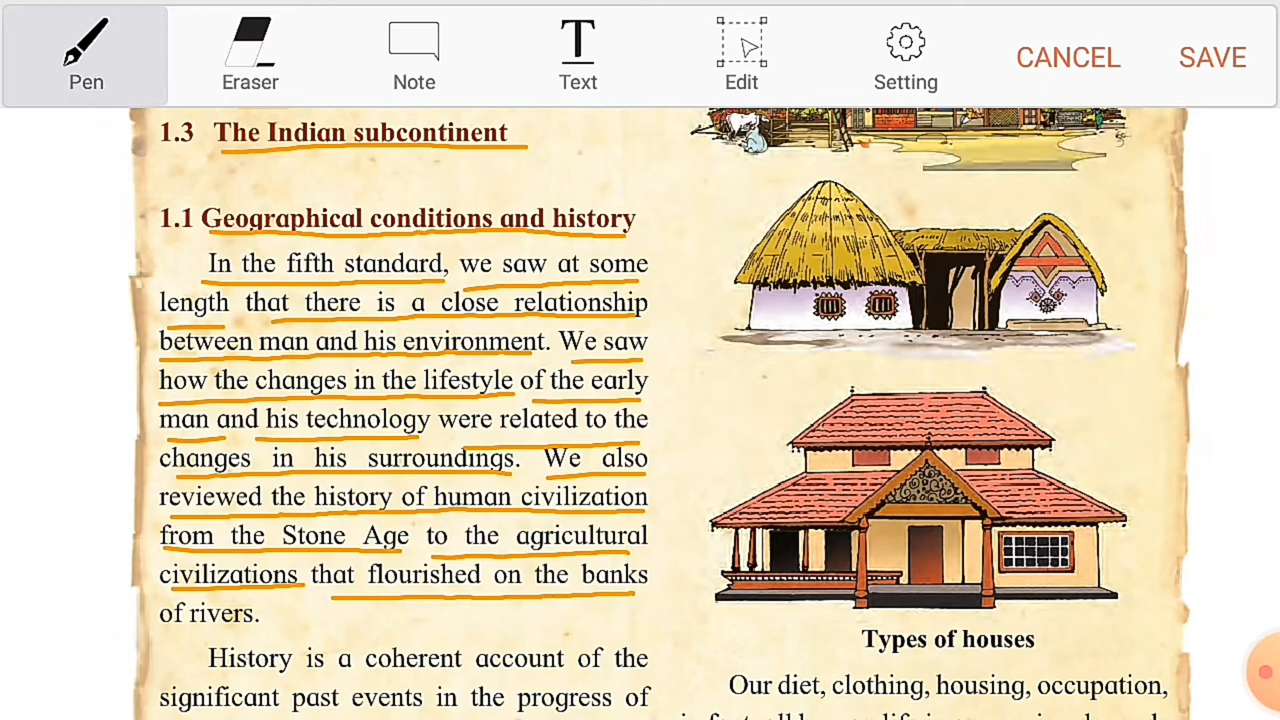 Pen
Eraser
Note
Text
Edit
Setting
CANCEL
SAVE
1.3 The Indian subcontinent
1.1 Geographical conditions and history
In the fifth standard, we saw at some
length that there is a close relationship
between man and his environment. We saw
how the changes in the lifestyle of the early
man and his technology were related to the
changes in his surroundings. We also
reviewed the history of human civilization
from the Stone Age to the agricultural
civilizations that flourished on the banks
of rivers.
History is a coherent account of the
significant past events in the progress of
Types of houses
Our diet, clothing, housing, occupation,